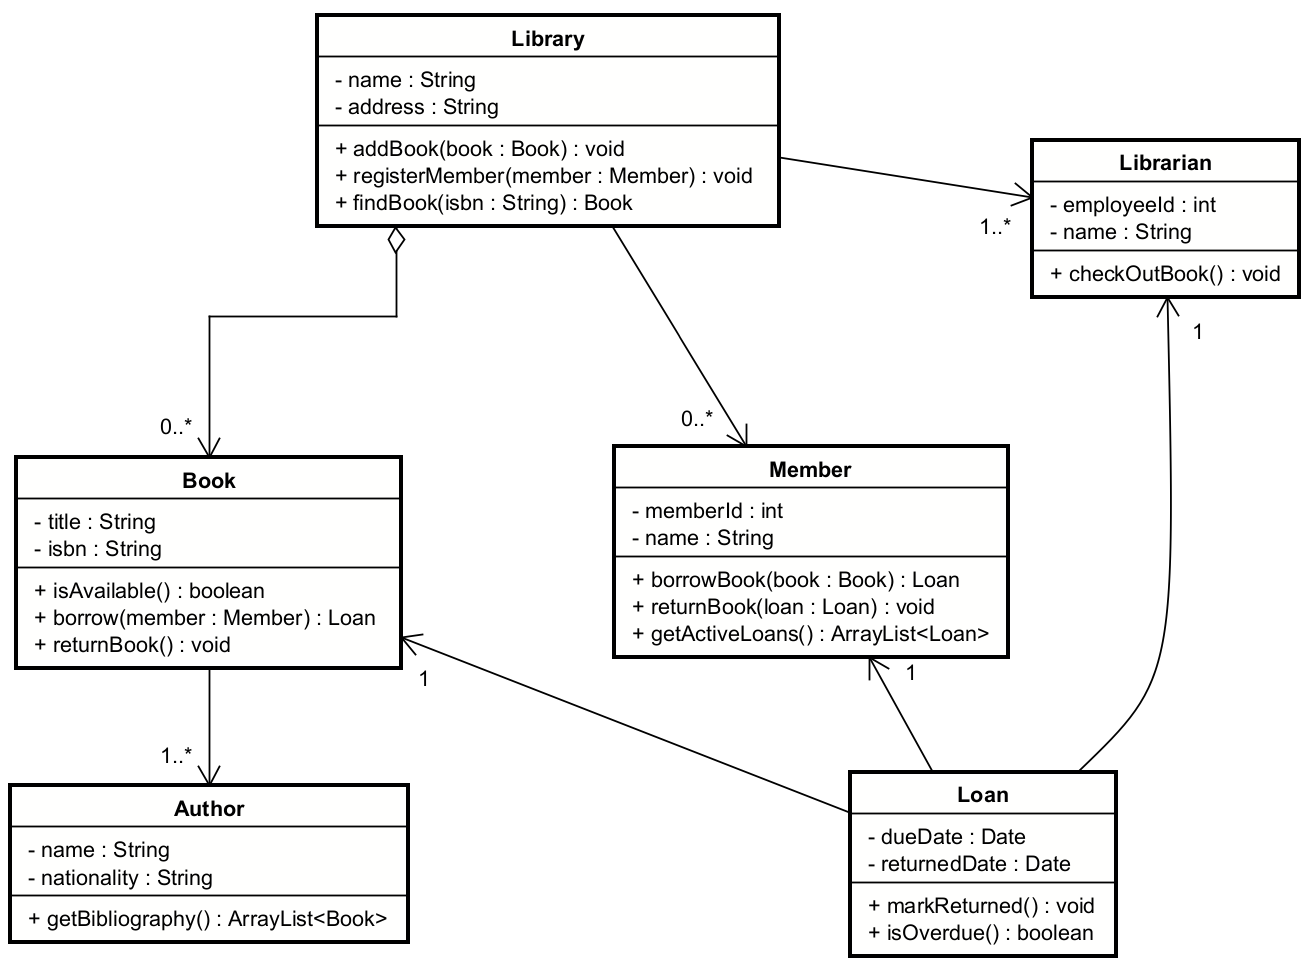 Library
- name : String
- address : String
+ addBook(book : Book) : void
+ registerMember(member : Member) : void
+ findBook(isbn : String) : Book
Librarian
- employeeId : int
- name : String
+ checkOutBook() : void
1..*
1
0..*
0..*
Book
- title : String
- isbn : String
+ isAvailable() : boolean
+ borrow(member : Member) : Loan
+ returnBook() : void
Member
- memberId : int
- name : String
+ borrowBook(book : Book) : Loan
+ returnBook(loan : Loan) : void
+ getActiveLoans() : ArrayList<Loan>
1
1
1..*
Author
- name : String
- nationality : String
+ getBibliography() : ArrayList<Book>
Loan
- dueDate : Date
- returnedDate : Date
+ markReturned() : void
+ isOverdue() : boolean